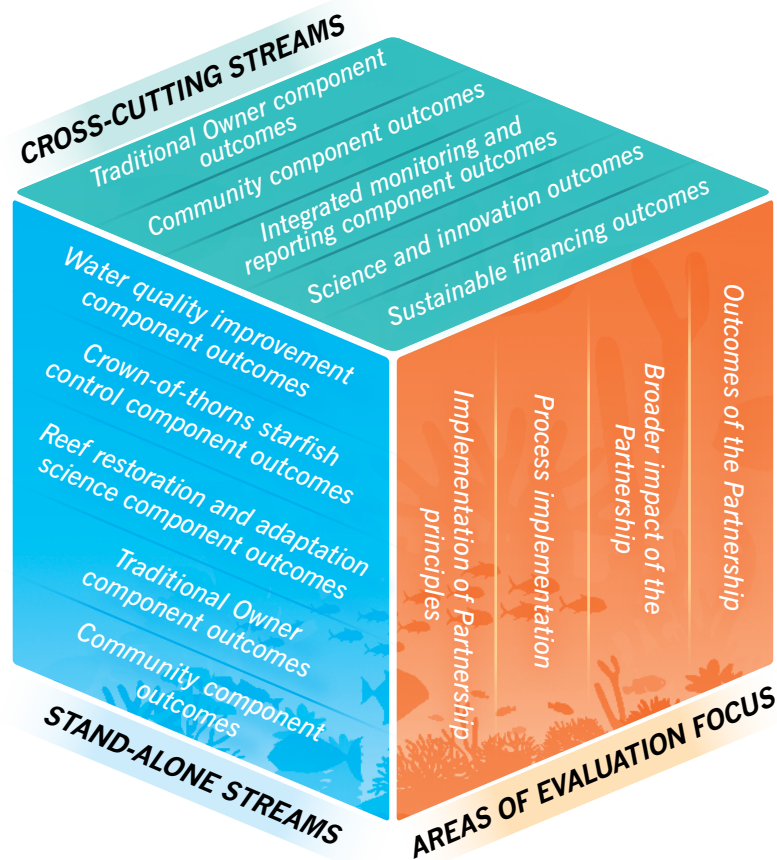 CROSS-CUTTING STREAMS
Traditional Owner component
outcomes
Community component outcomes
Integrated monitoring and
reporting component outcomes
Science and innovation outcomes
Sustainable financing outcomes
Water quality improvement
component outcomes
Crown-of-thorns starfish
control component outcomes
Reef restoration and adaptation
science component outcomes
Traditional Owner
component outcomes
Community component
outcomes
STAND-ALONE STREAMS
Implementation of Partnership
principles
Process implementation
Broader impact of the
Partnership
Outcomes of the Partnership
AREAS OF EVALUATION FOCUS